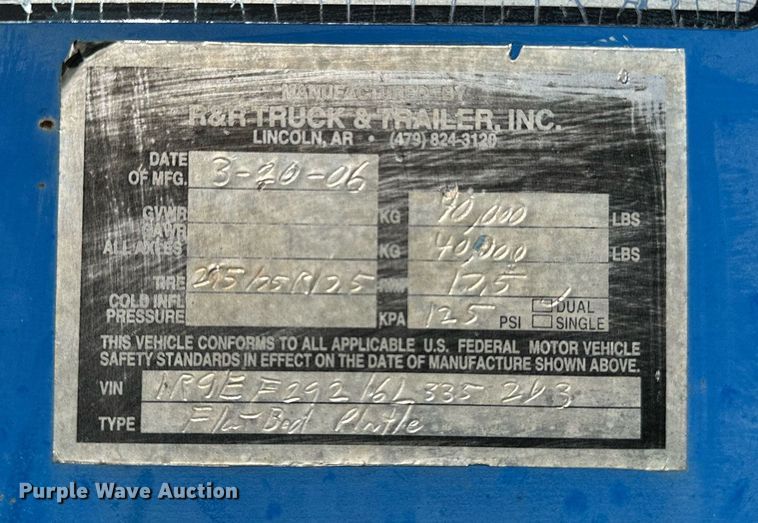 MANUFACTURED BY
R&R TRUCK & TRAILER, INC.
LINCOLN, AR • (479) 824-3120
DATE OF MFG. 3-20-06
GVWR KG 90,000 LBS
GAWR ALL AXLES KG 40,000 LBS
TIRE RIM 17,5
COLD INFL PRESSURE KPA 125 PSI DUAL SINGLE
THIS VEHICLE CONFORMS TO ALL APPLICABLE U.S. FEDERAL MOTOR VEHICLE
SAFETY STANDARDS IN EFFECT ON THE DATE OF MANUFACTURE SHOWN ABOVE.
VIN
TYPE Flat Bed
Purple Wave Auction